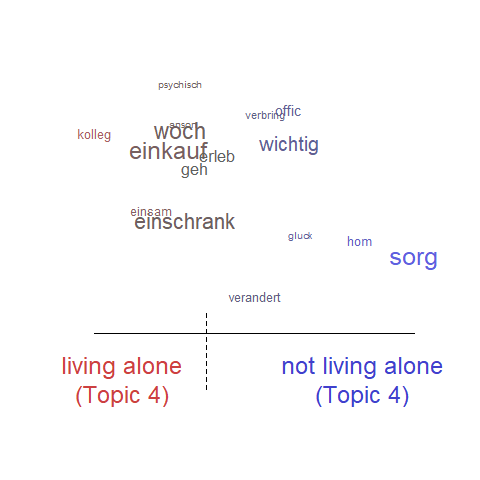 psychisch
offic
verbring
anson
woch
kolleg
wichtig
einkauf
erleb
geh
einsam
einschrank
gluck
hom
sorg
verandert
living alone
(Topic 4)
not living alone
(Topic 4)